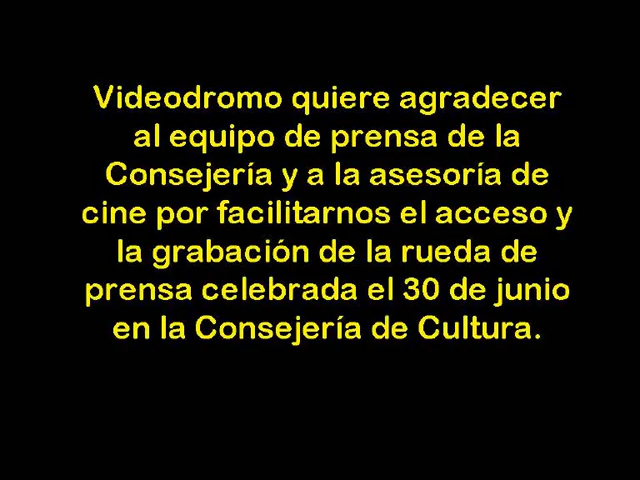 Videodromo quiere agradecer
al equipo de prensa de la
Consejería y a la asesoría de
cine por facilitarnos el acceso y
la grabación de la rueda de
prensa celebrada el 30 de junio
en la Consejería de Cultura.